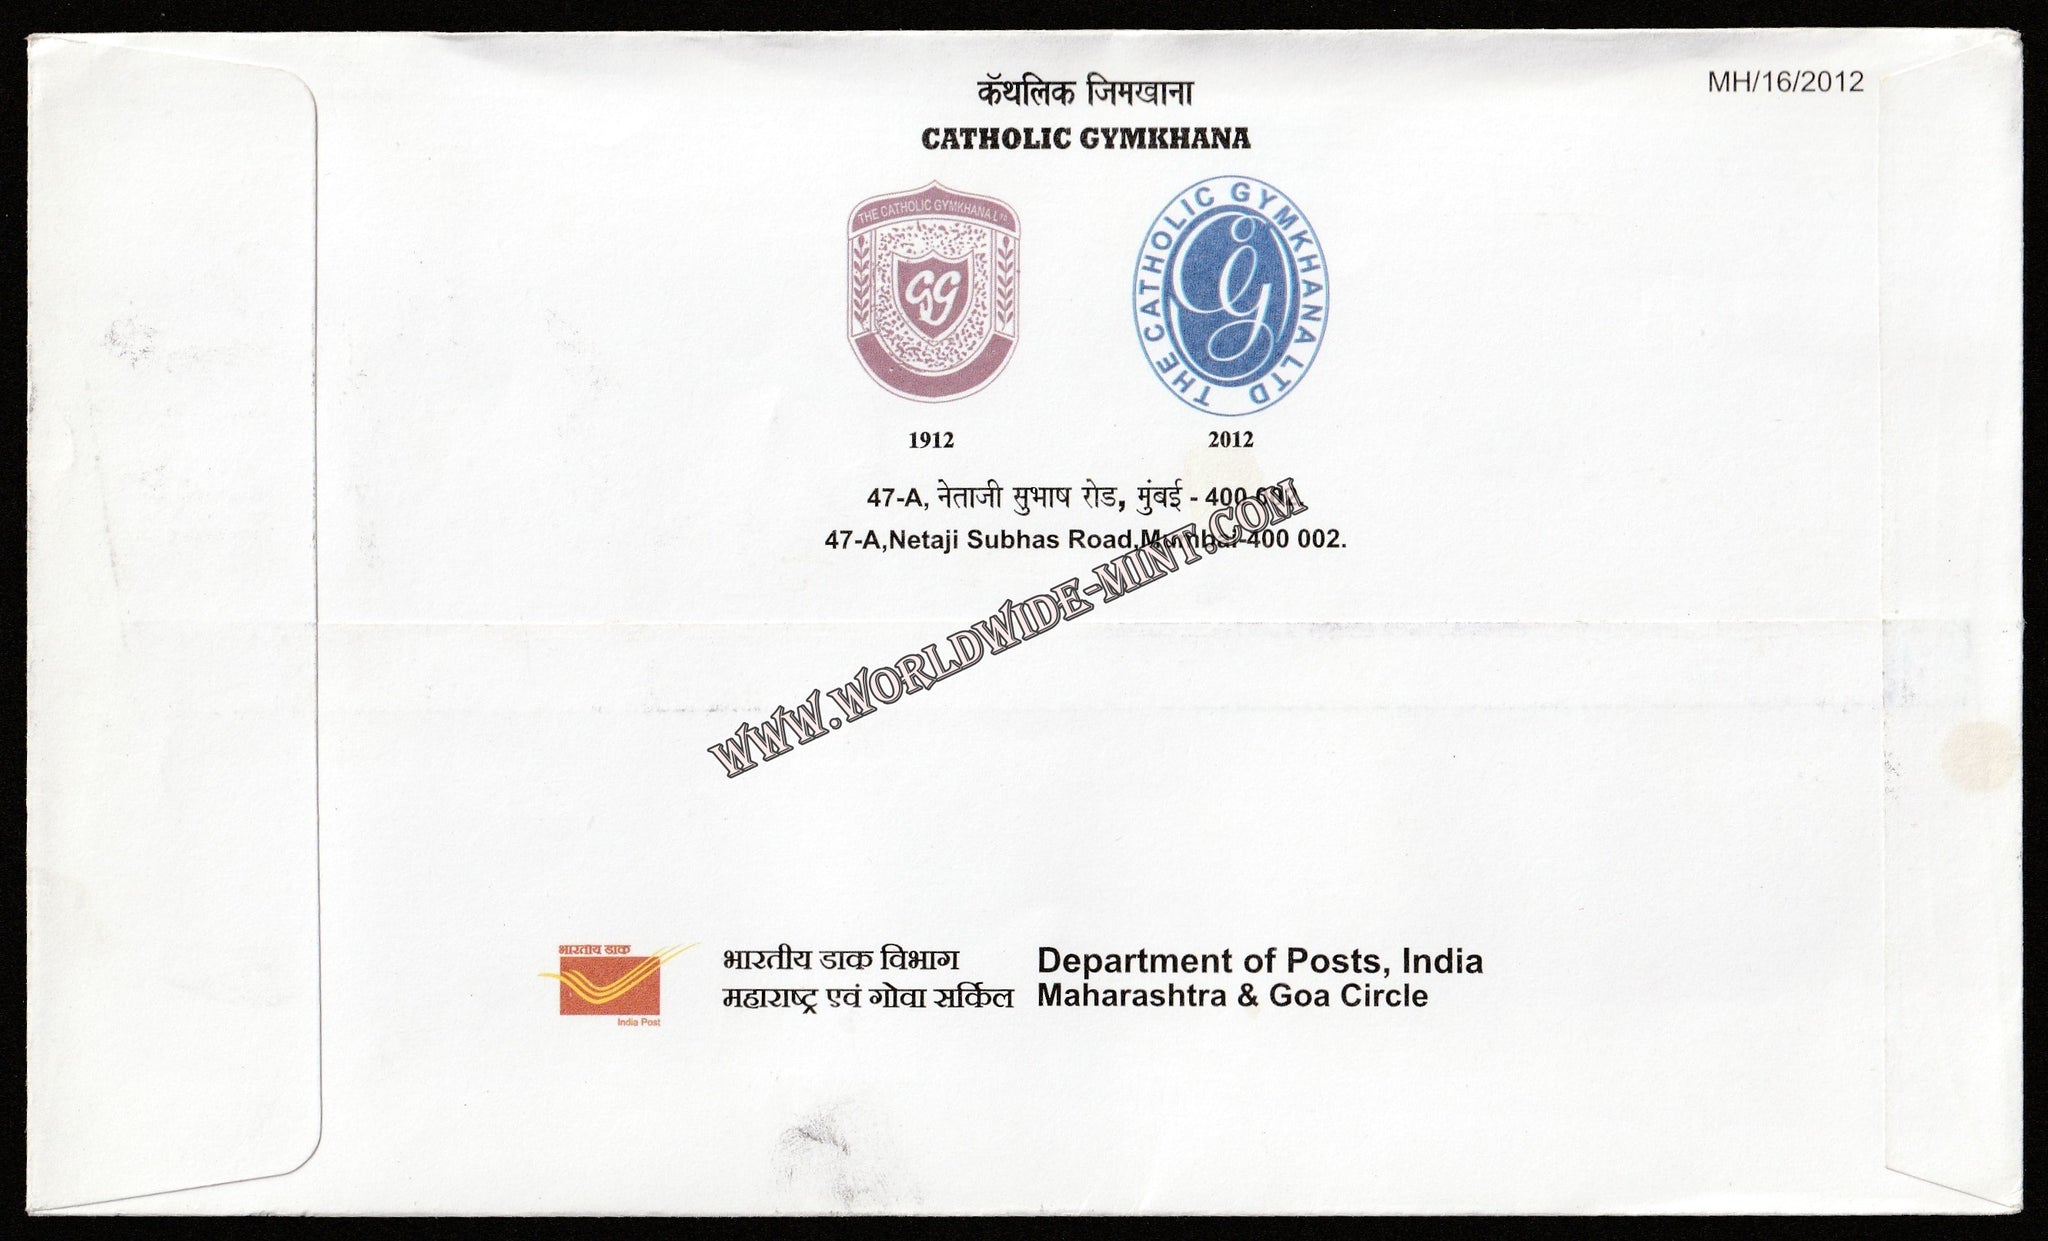 कॅथलिक जिमखाना
MH/16/2012
CATHOLIC GYMKHANA
THE CATHOLIC GYMKHANA LTD.
CG
THE CATHOLIC GYMKHANA LTD
CG
1912
2012
47-A, नेताजी सुभाष रोड, मुंबई - 400
47-A,Netaji Subhas Road,Mumbai-400 002.
WWW.WORLDWIDE-MINT.COM
भारतीय डाक
India Post
भारतीय डाक विभाग
महाराष्ट्र एवं गोवा सर्किल
Department of Posts, India
Maharashtra & Goa Circle